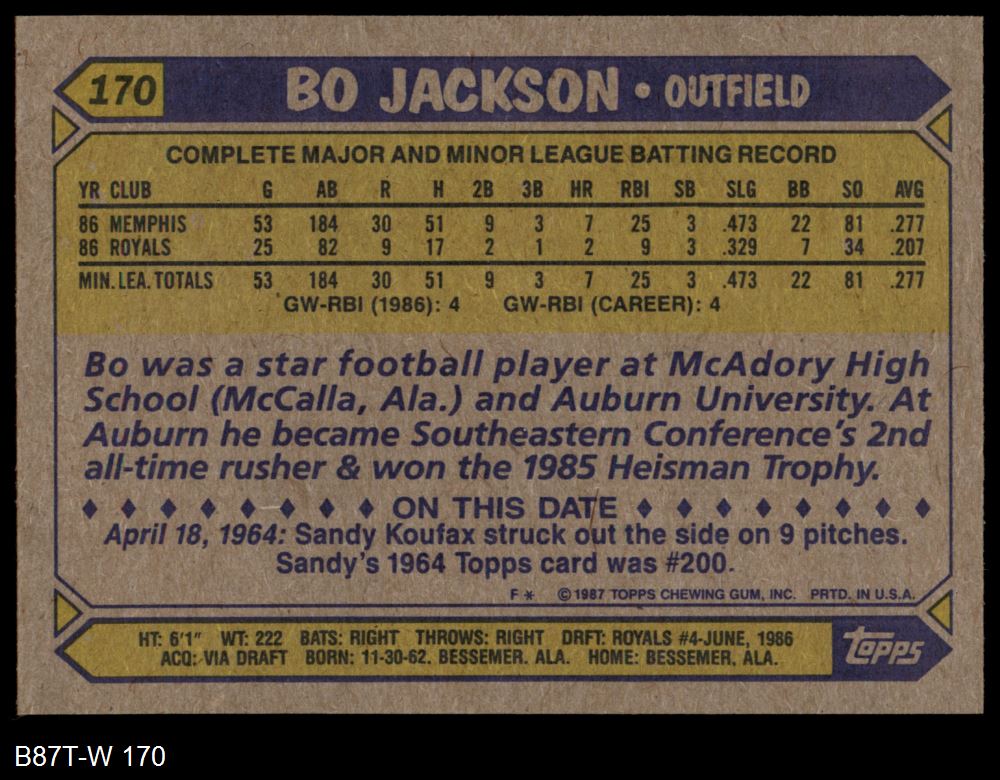 170 BO JACKSON • OUTFIELD
COMPLETE MAJOR AND MINOR LEAGUE BATTING RECORD
YR CLUB G AB R H 2B 3B HR RBI SB SLG BB SO AVG
86 MEMPHIS 53 184 30 51 9 3 7 25 3 .473 22 81 .277
86 ROYALS 25 82 9 17 2 1 2 9 3 .329 7 34 .207
MIN. LEA. TOTALS 53 184 30 51 9 3 7 25 3 .473 22 81 .277
GW-RBI (1986): 4 GW-RBI (CAREER): 4
Bo was a star football player at McAdory High
School (McCalla, Ala.) and Auburn University. At
Auburn he became Southeastern Conference's 2nd
all-time rusher & won the 1985 Heisman Trophy.
♦ ♦ ♦ ♦ ♦ ♦ ♦ ♦ ON THIS DATE ♦ ♦ ♦ ♦ ♦ ♦ ♦ ♦
April 18, 1964: Sandy Koufax struck out the side on 9 pitches.
Sandy's 1964 Topps card was #200.
F * © 1987 TOPPS CHEWING GUM, INC. PRTD. IN U.S.A.
HT: 6'1" WT: 222 BATS: RIGHT THROWS: RIGHT DRFT: ROYALS #4-JUNE, 1986
ACQ: VIA DRAFT BORN: 11-30-62, BESSEMER. ALA. HOME: BESSEMER, ALA.
topps
B87T-W 170